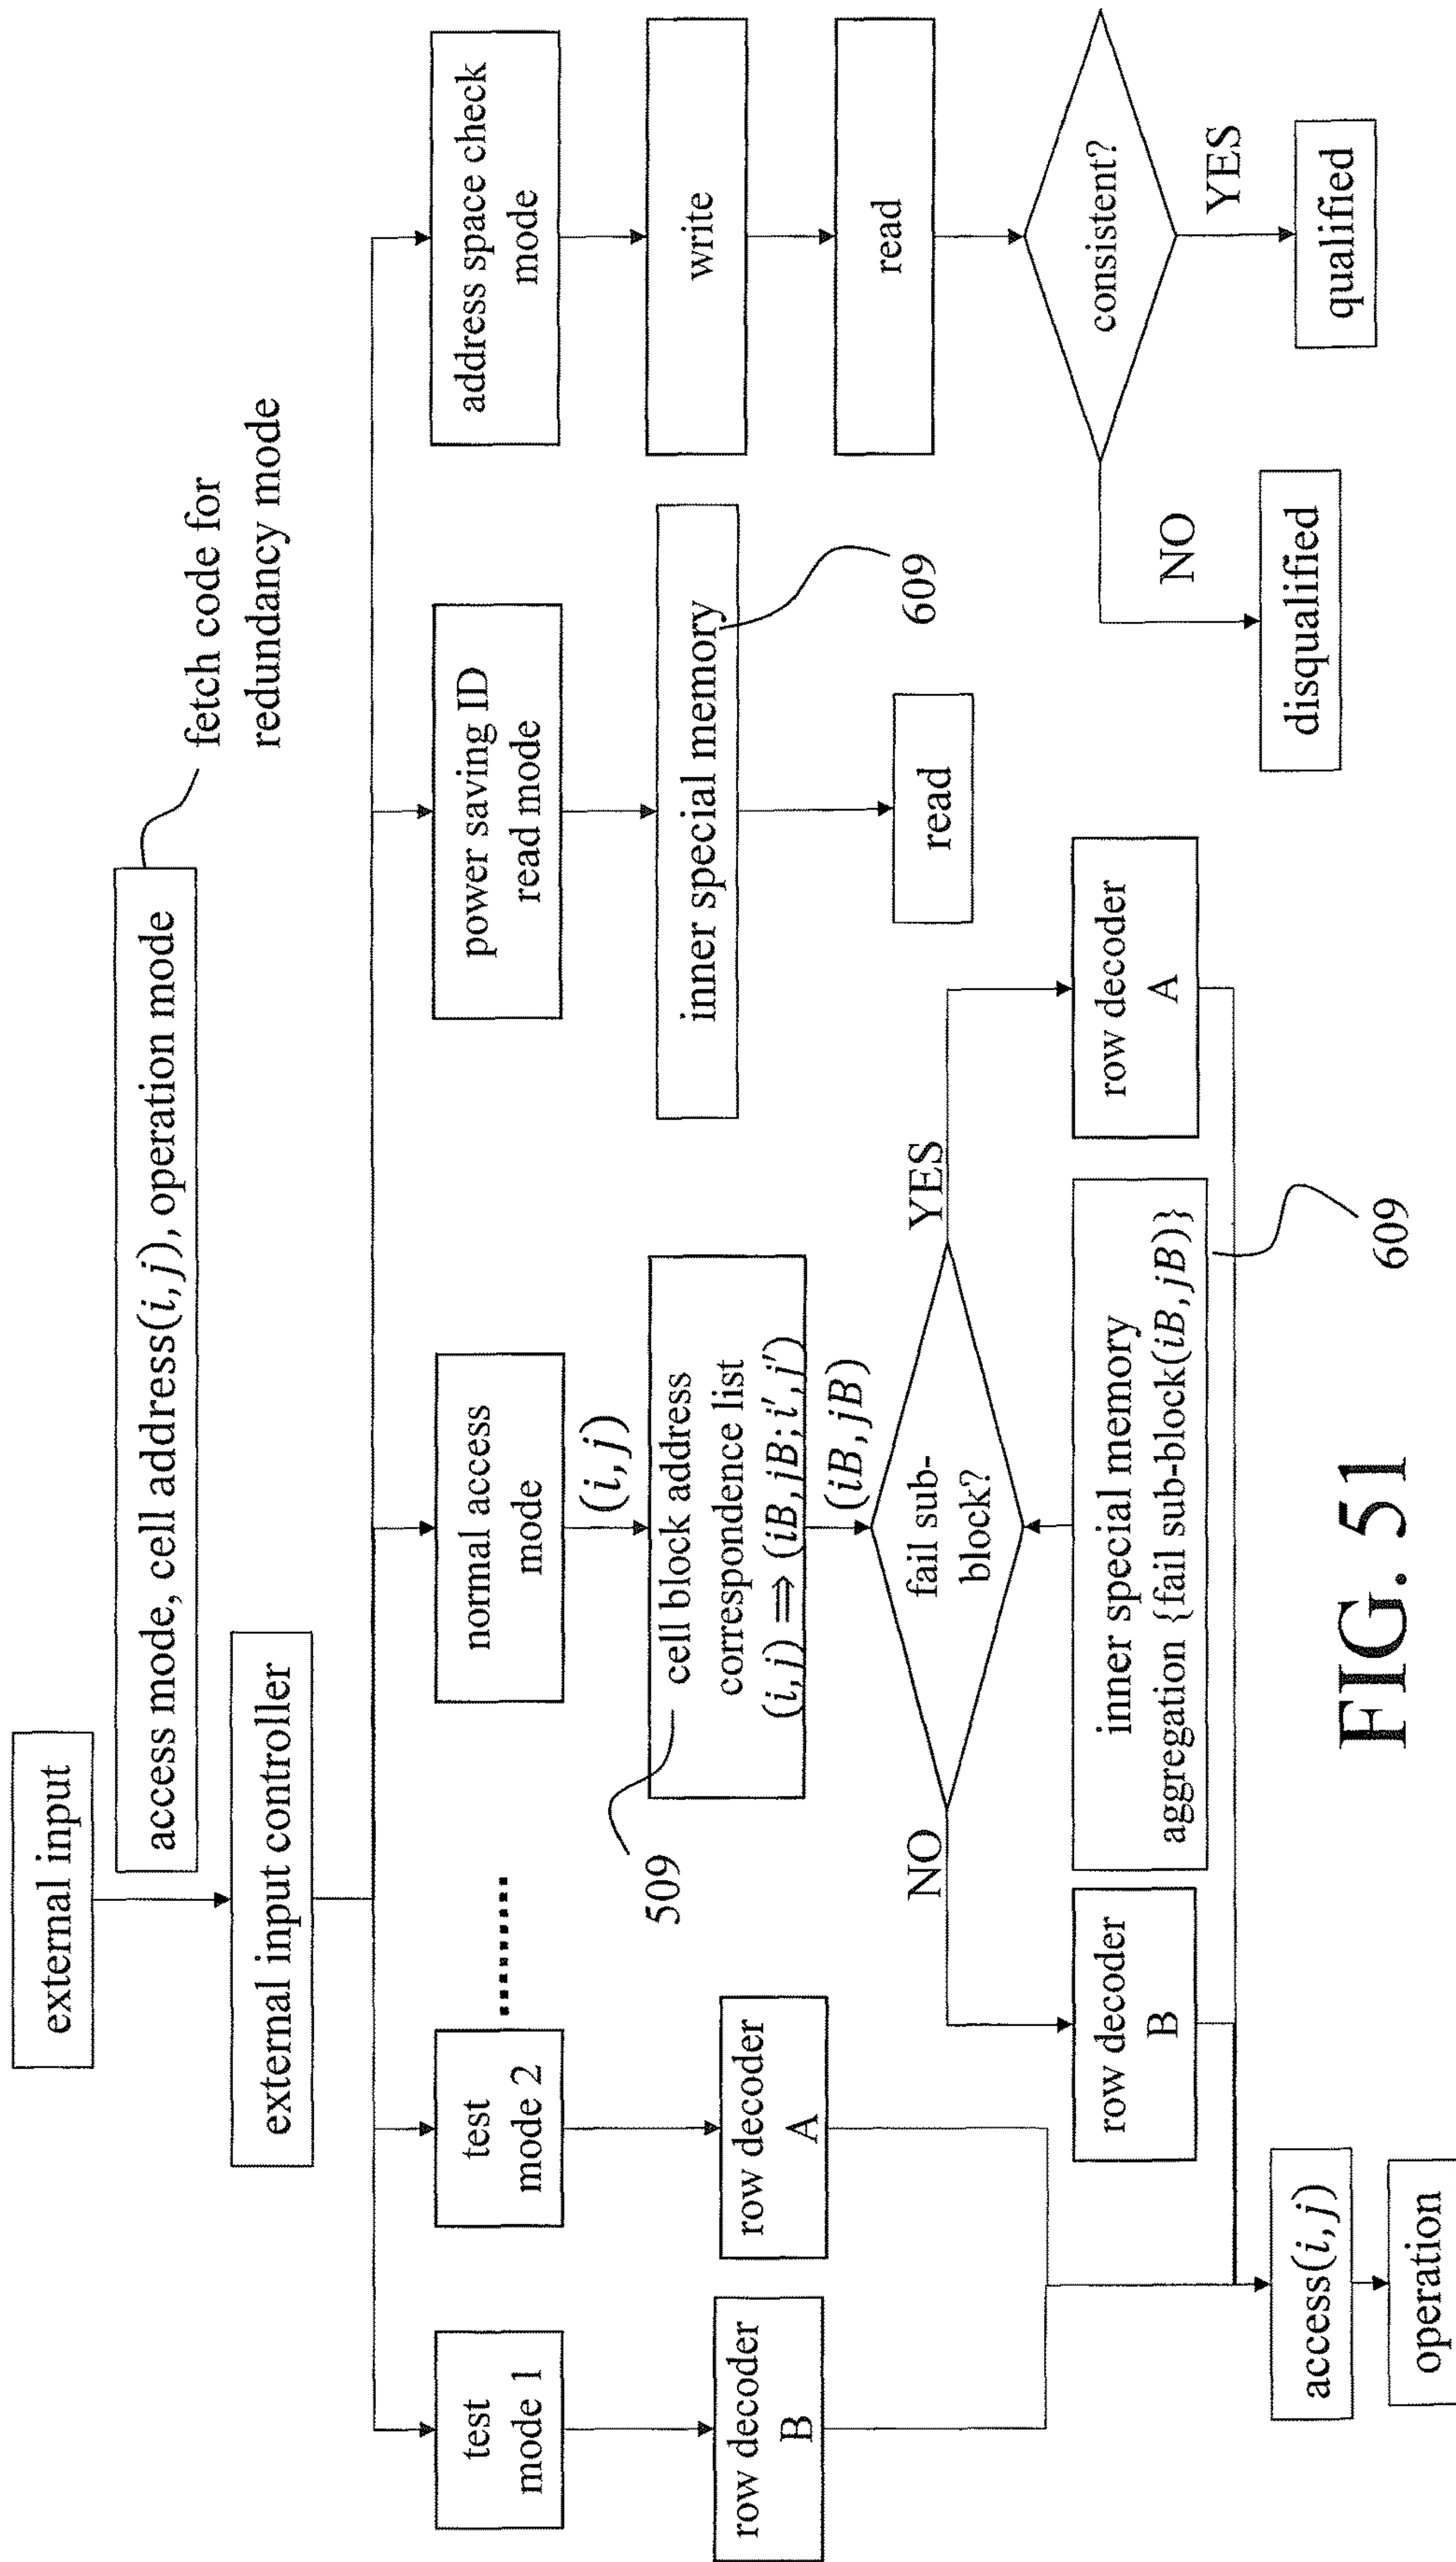 external input
access mode, cell address(i, j), operation mode
fetch code for
redundancy mode
external input controller
test
mode 1
test
mode 2
........
normal access
mode
power saving ID
read mode
address space check
mode
row decoder
B
row decoder
A
(i, j)
509
cell block address
correspondence list
(i, j) ⇒ (iB, jB; i′, j′)
(iB, jB)
fail sub-
block?
NO
YES
row decoder
B
inner special memory
aggregation {fail sub-block(iB, jB)}
609
row decoder
A
access(i, j)
operation
inner special memory
609
read
write
read
consistent?
NO
YES
disqualified
qualified
FIG. 51